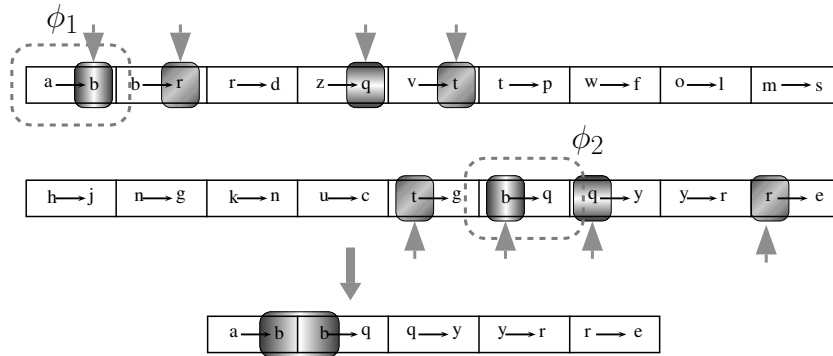 ϕ1
a→b b→r r→d z→q v→t t→p w→f o→l m→s
ϕ2
h→j n→g k→n u→c t→g b→q q→y y→r r→e
a→b b→q q→y y→r r→e